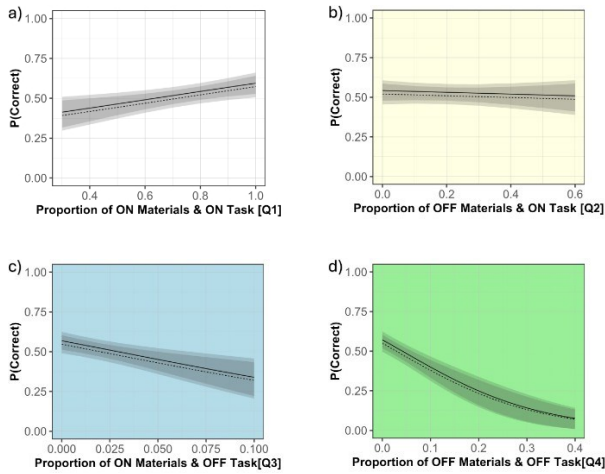 a)
1.00
0.75
0.50
0.25
0.00
P(Correct)
0.4 0.6 0.8 1.0
Proportion of ON Materials & ON Task [Q1]
b)
1.00
0.75
0.50
0.25
0.00
P(Correct)
0.0 0.2 0.4 0.6
Proportion of OFF Materials & ON Task [Q2]
c)
1.00
0.75
0.50
0.25
0.00
P(Correct)
0.000 0.025 0.050 0.075 0.100
Proportion of ON Materials & OFF Task[Q3]
d)
1.00
0.75
0.50
0.25
0.00
P(Correct)
0.0 0.1 0.2 0.3 0.4
Proportion of OFF Materials & OFF Task[Q4]